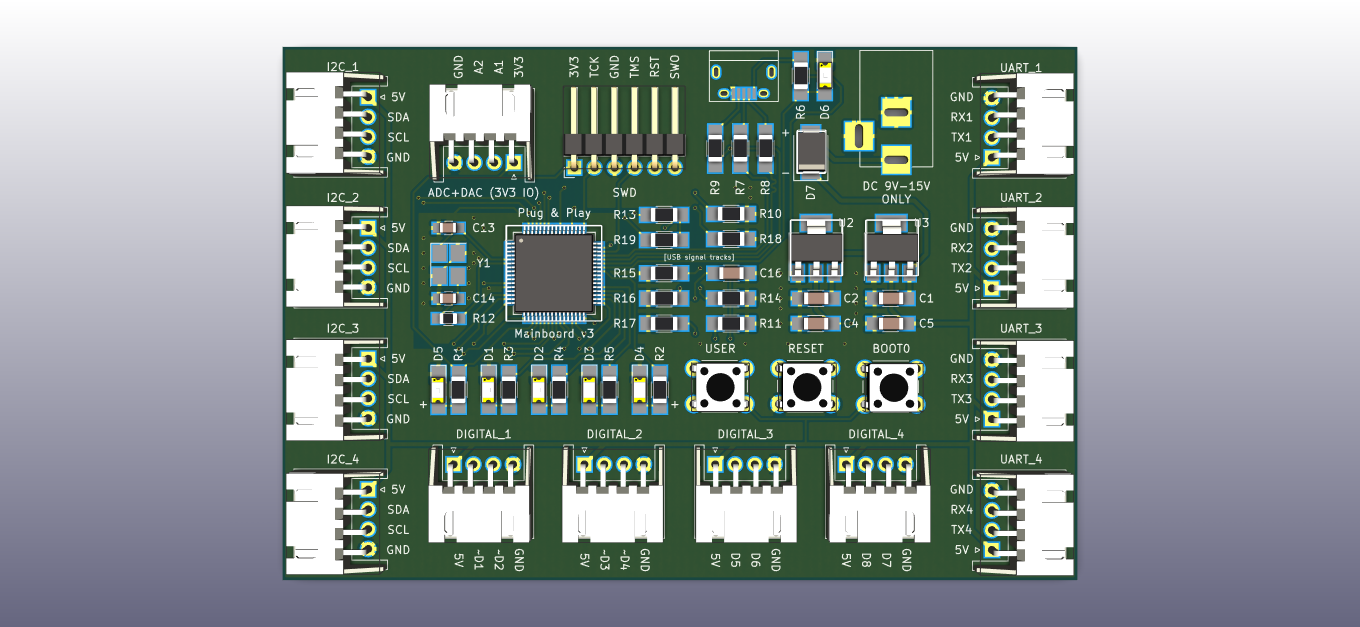 I2C_1
5V
SDA
SCL
GND
I2C_2
5V
SDA
SCL
GND
I2C_3
5V
SDA
SCL
GND
I2C_4
5V
SDA
SCL
GND
GND A2 A1 3V3
ADC+DAC (3V3 IO)
3V3 TCK GND TMS RST SWO
SWD
R6 D6
+
-
R9 R7 R8 D7
DC 9V-15V
ONLY
Plug & Play
C13
Y1
C14
R12
Mainboard v3
R13 R10
R19 R18
[USB signal tracks]
R15 C16
R16 R14
R17 R11
U2 U3
C2 C1
C4 C5
D5 R1 D1 R3 D2 R4 D3 R5 D4 R2
+ +
USER RESET BOOT0
DIGITAL_1 DIGITAL_2 DIGITAL_3 DIGITAL_4
5V ~D1 ~D2 GND
5V ~D3 ~D4 GND
5V D5 D6 GND
5V D8 D7 GND
UART_1
GND
RX1
TX1
5V
UART_2
GND
RX2
TX2
5V
UART_3
GND
RX3
TX3
5V
UART_4
GND
RX4
TX4
5V